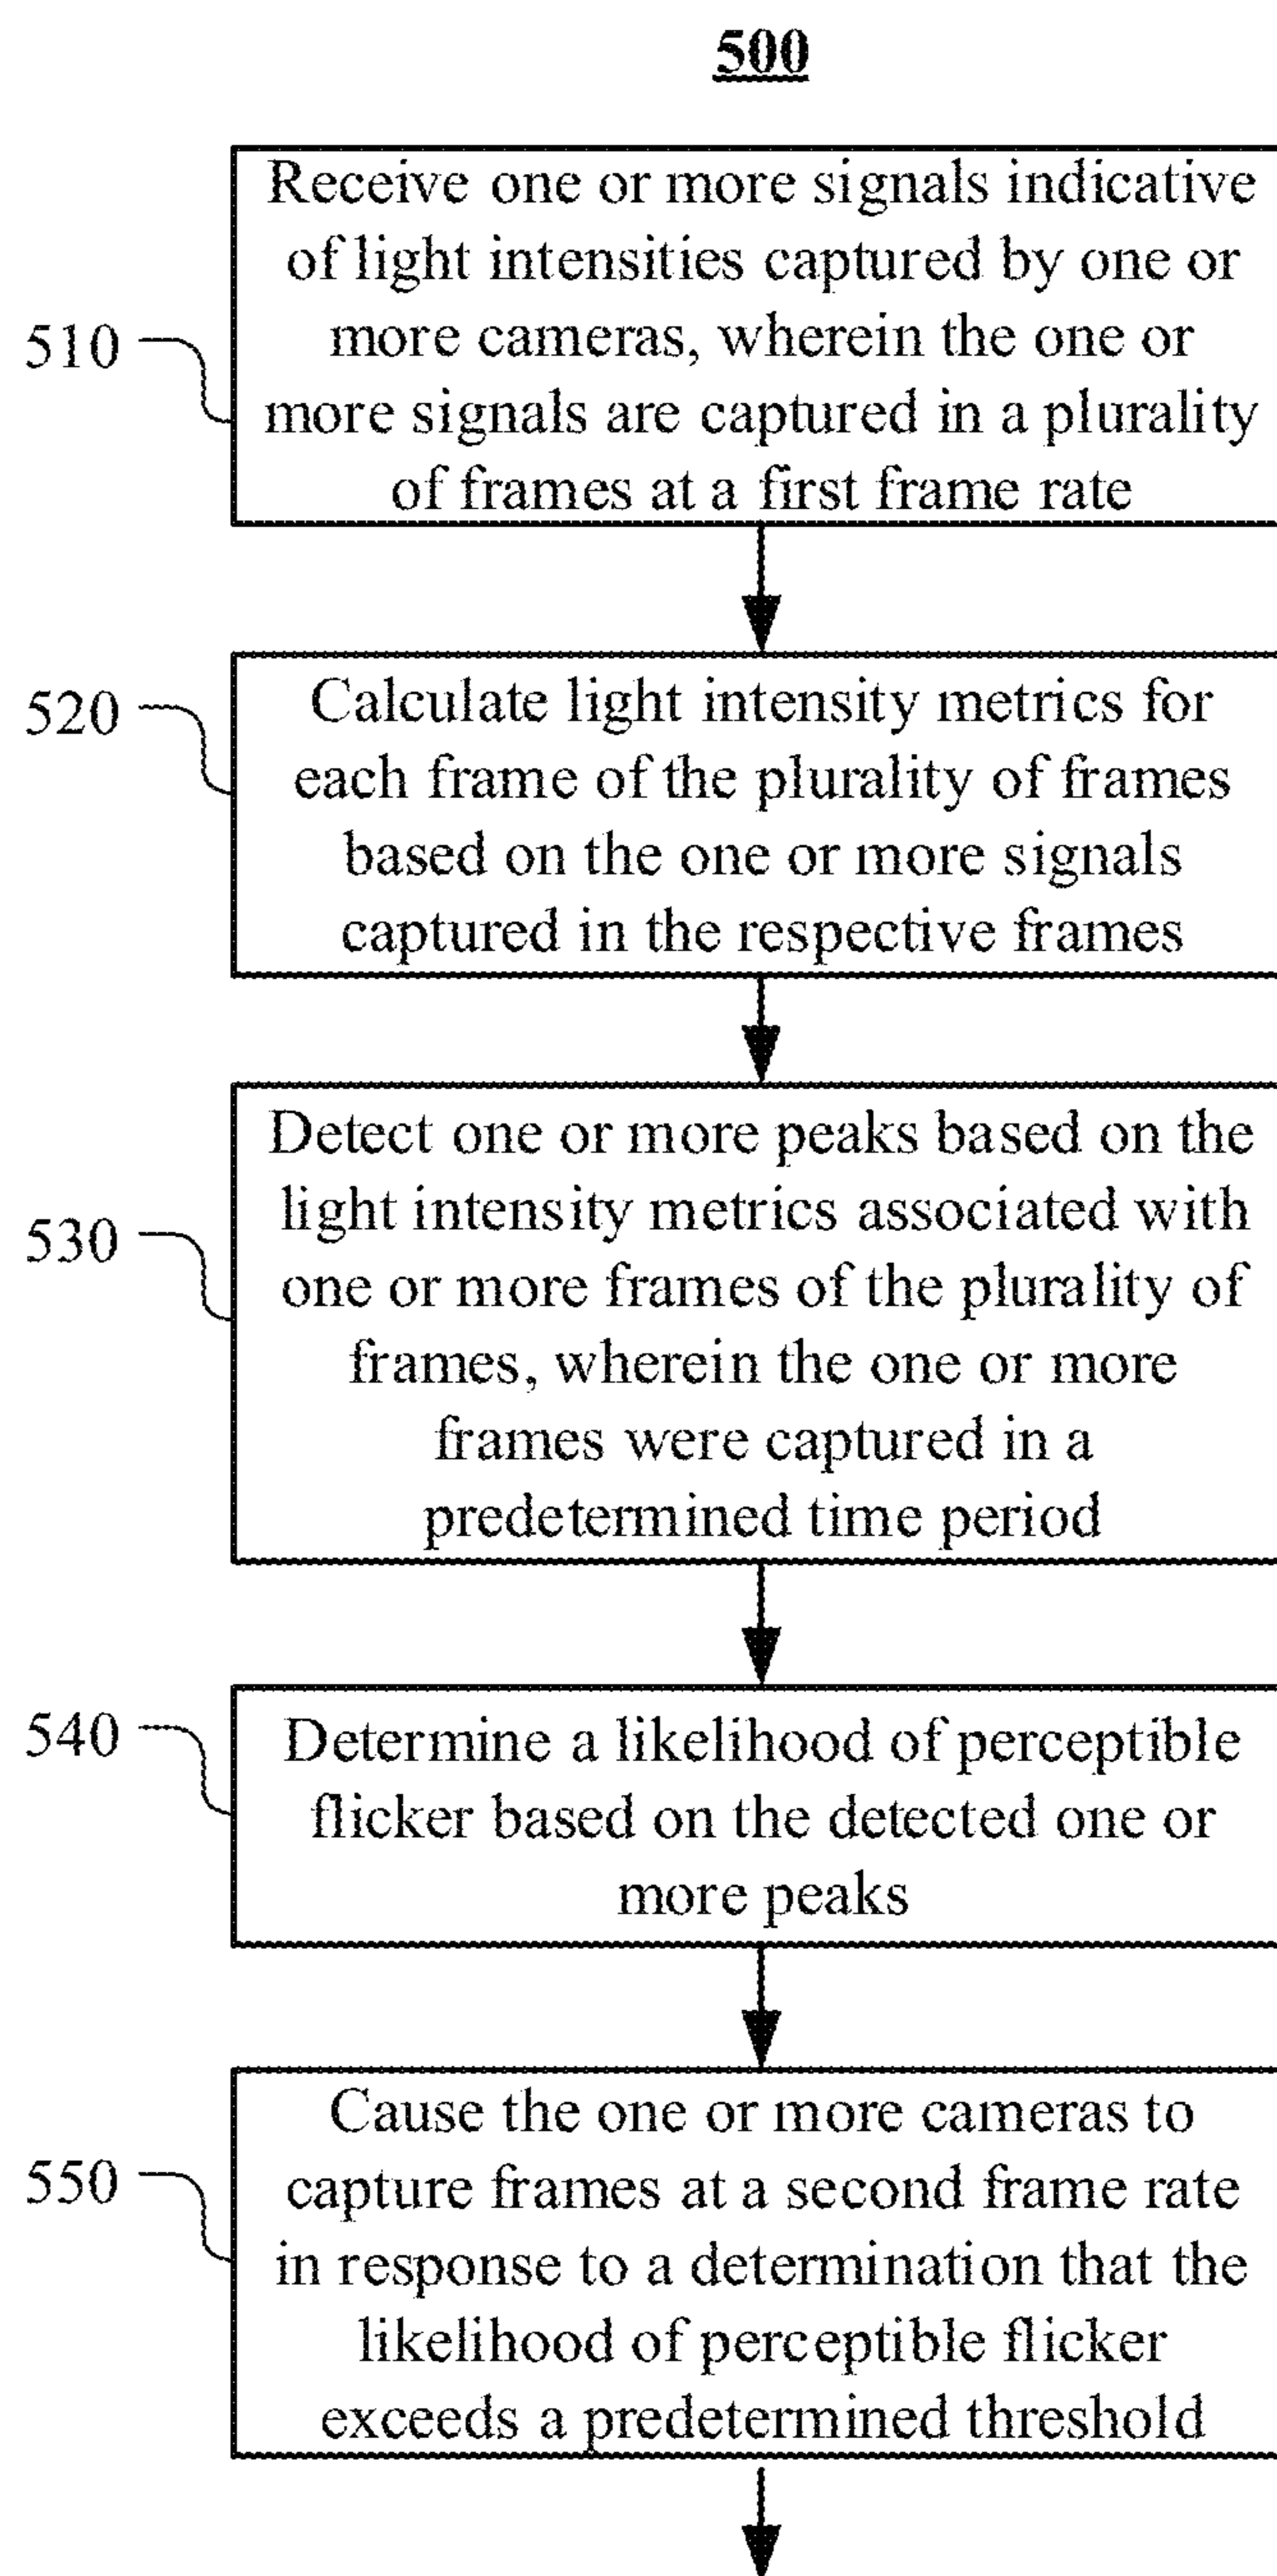 500
Receive one or more signals indicative
of light intensities captured by one or
more cameras, wherein the one or
more signals are captured in a plurality
of frames at a first frame rate
510
Calculate light intensity metrics for
each frame of the plurality of frames
based on the one or more signals
captured in the respective frames
520
Detect one or more peaks based on the
light intensity metrics associated with
one or more frames of the plurality of
frames, wherein the one or more
frames were captured in a
predetermined time period
530
Determine a likelihood of perceptible
flicker based on the detected one or
more peaks
540
Cause the one or more cameras to
capture frames at a second frame rate
in response to a determination that the
likelihood of perceptible flicker
exceeds a predetermined threshold
550